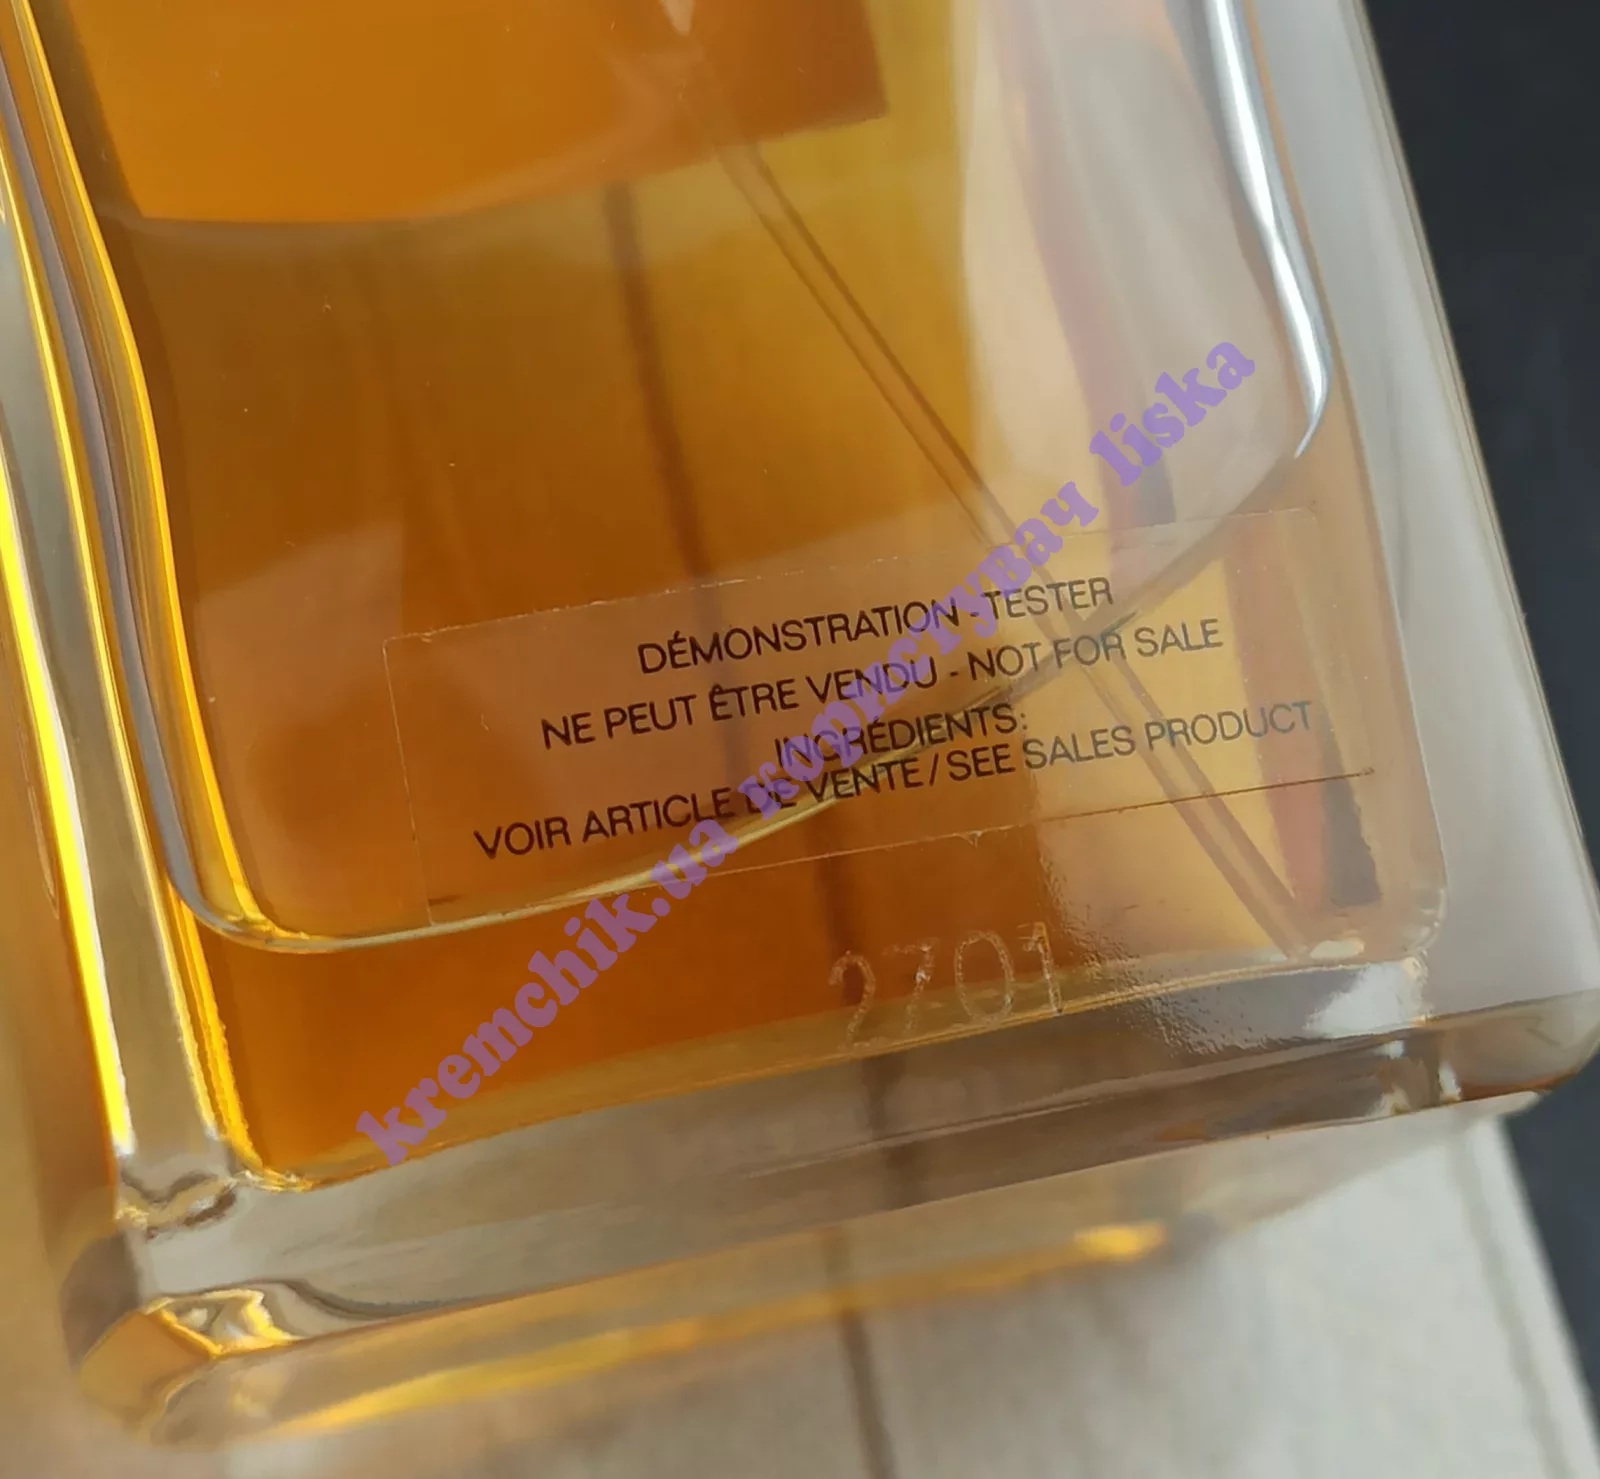 DÉMONSTRATION - TESTER
NE PEUT ÊTRE VENDU - NOT FOR SALE
INGRÉDIENTS:
VOIR ARTICLE DE VENTE / SEE SALES PRODUCT
2701
kremchik.ua користувач liska